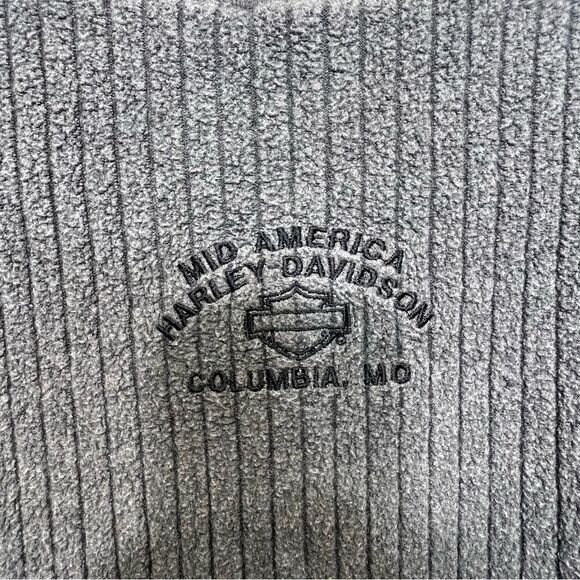 MID AMERICA
HARLEY-DAVIDSON
®
COLUMBIA, MO